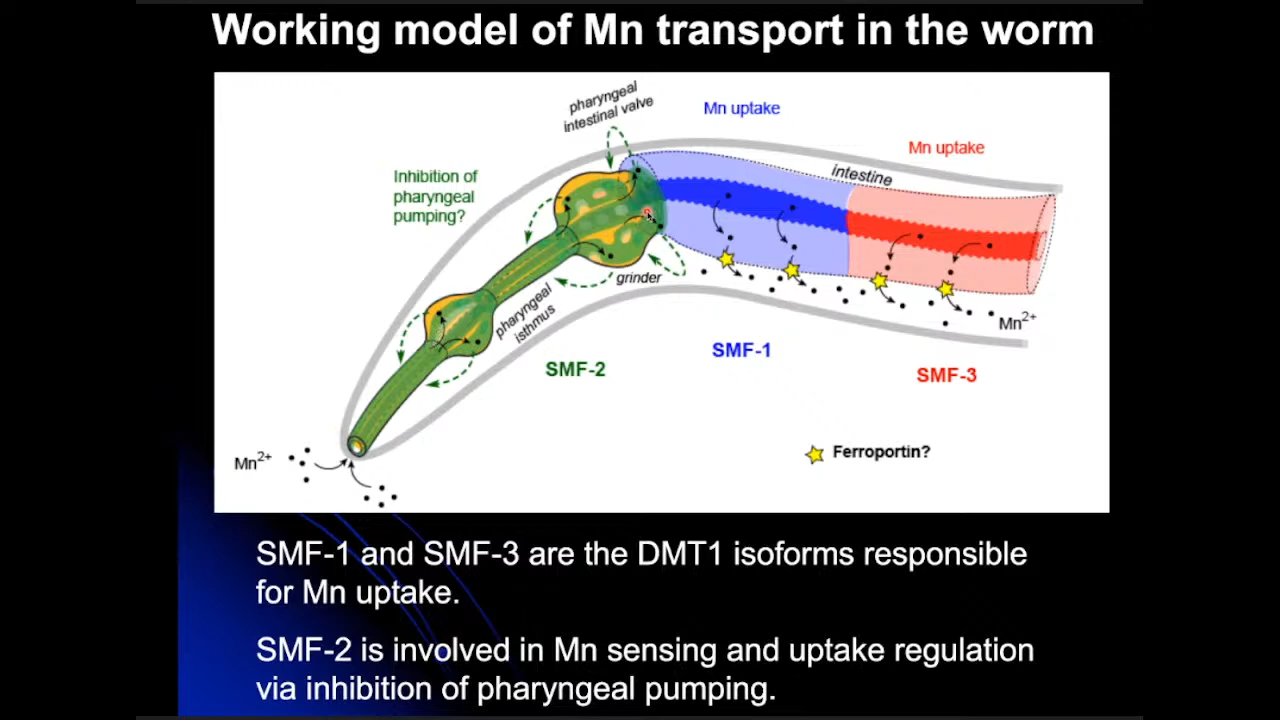 Working model of Mn transport in the worm
pharyngeal
intestinal valve
Mn uptake
Mn uptake
intestine
Inhibition of
pharyngeal
pumping?
grinder
pharyngeal
isthmus
Mn2+
SMF-2
SMF-1
SMF-3
Ferroportin?
Mn2+
SMF-1 and SMF-3 are the DMT1 isoforms responsible
for Mn uptake.
SMF-2 is involved in Mn sensing and uptake regulation
via inhibition of pharyngeal pumping.